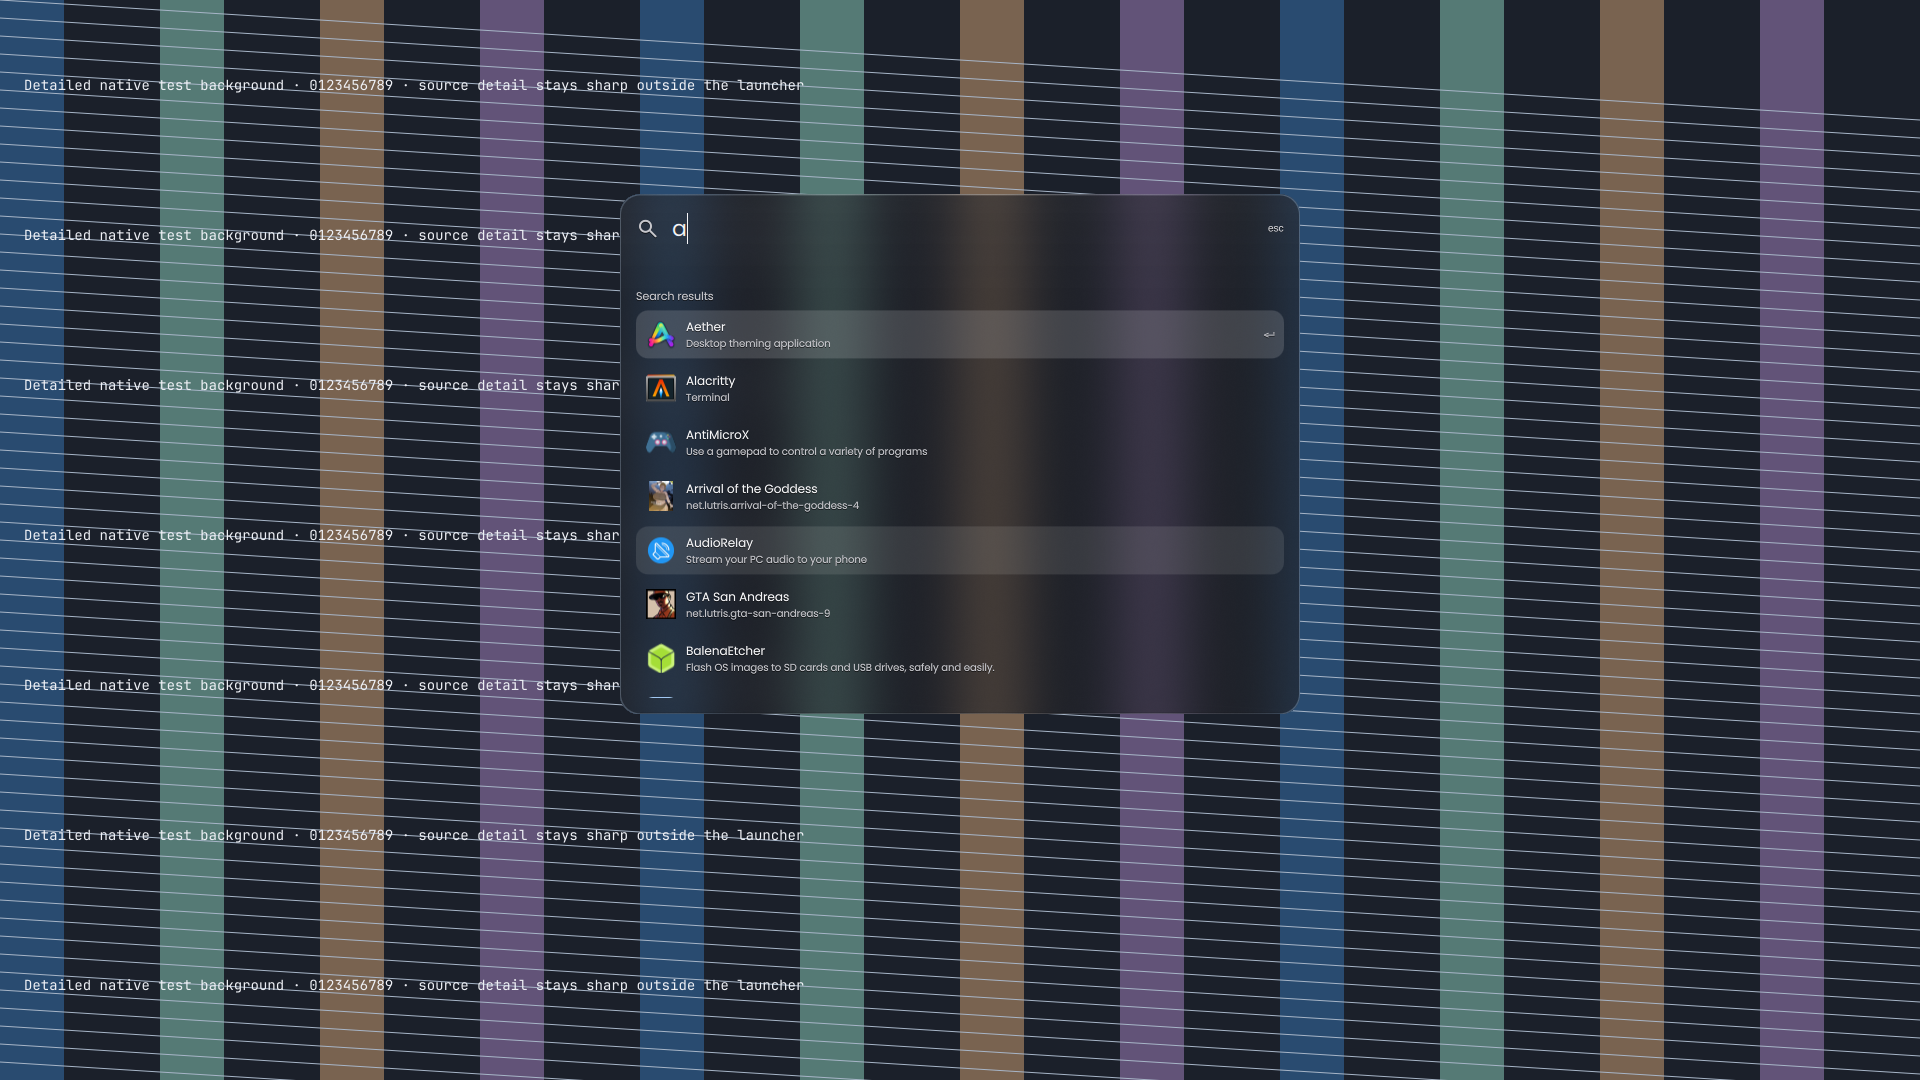 Detailed native test background · 0123456789 · source detail stays sharp outside the launcher
Detailed native test background · 0123456789 · source detail stays shar
a
esc
Search results
Aether
Desktop theming application
Detailed native test background · 0123456789 · source detail stays shar
Alacritty
Terminal
AntiMicroX
Use a gamepad to control a variety of programs
Arrival of the Goddess
net.lutris.arrival-of-the-goddess-4
Detailed native test background · 0123456789 · source detail stays shar
AudioRelay
Stream your PC audio to your phone
GTA San Andreas
net.lutris.gta-san-andreas-9
BalenaEtcher
Flash OS images to SD cards and USB drives, safely and easily.
Detailed native test background · 0123456789 · source detail stays shar
Detailed native test background · 0123456789 · source detail stays sharp outside the launcher
Detailed native test background · 0123456789 · source detail stays sharp outside the launcher